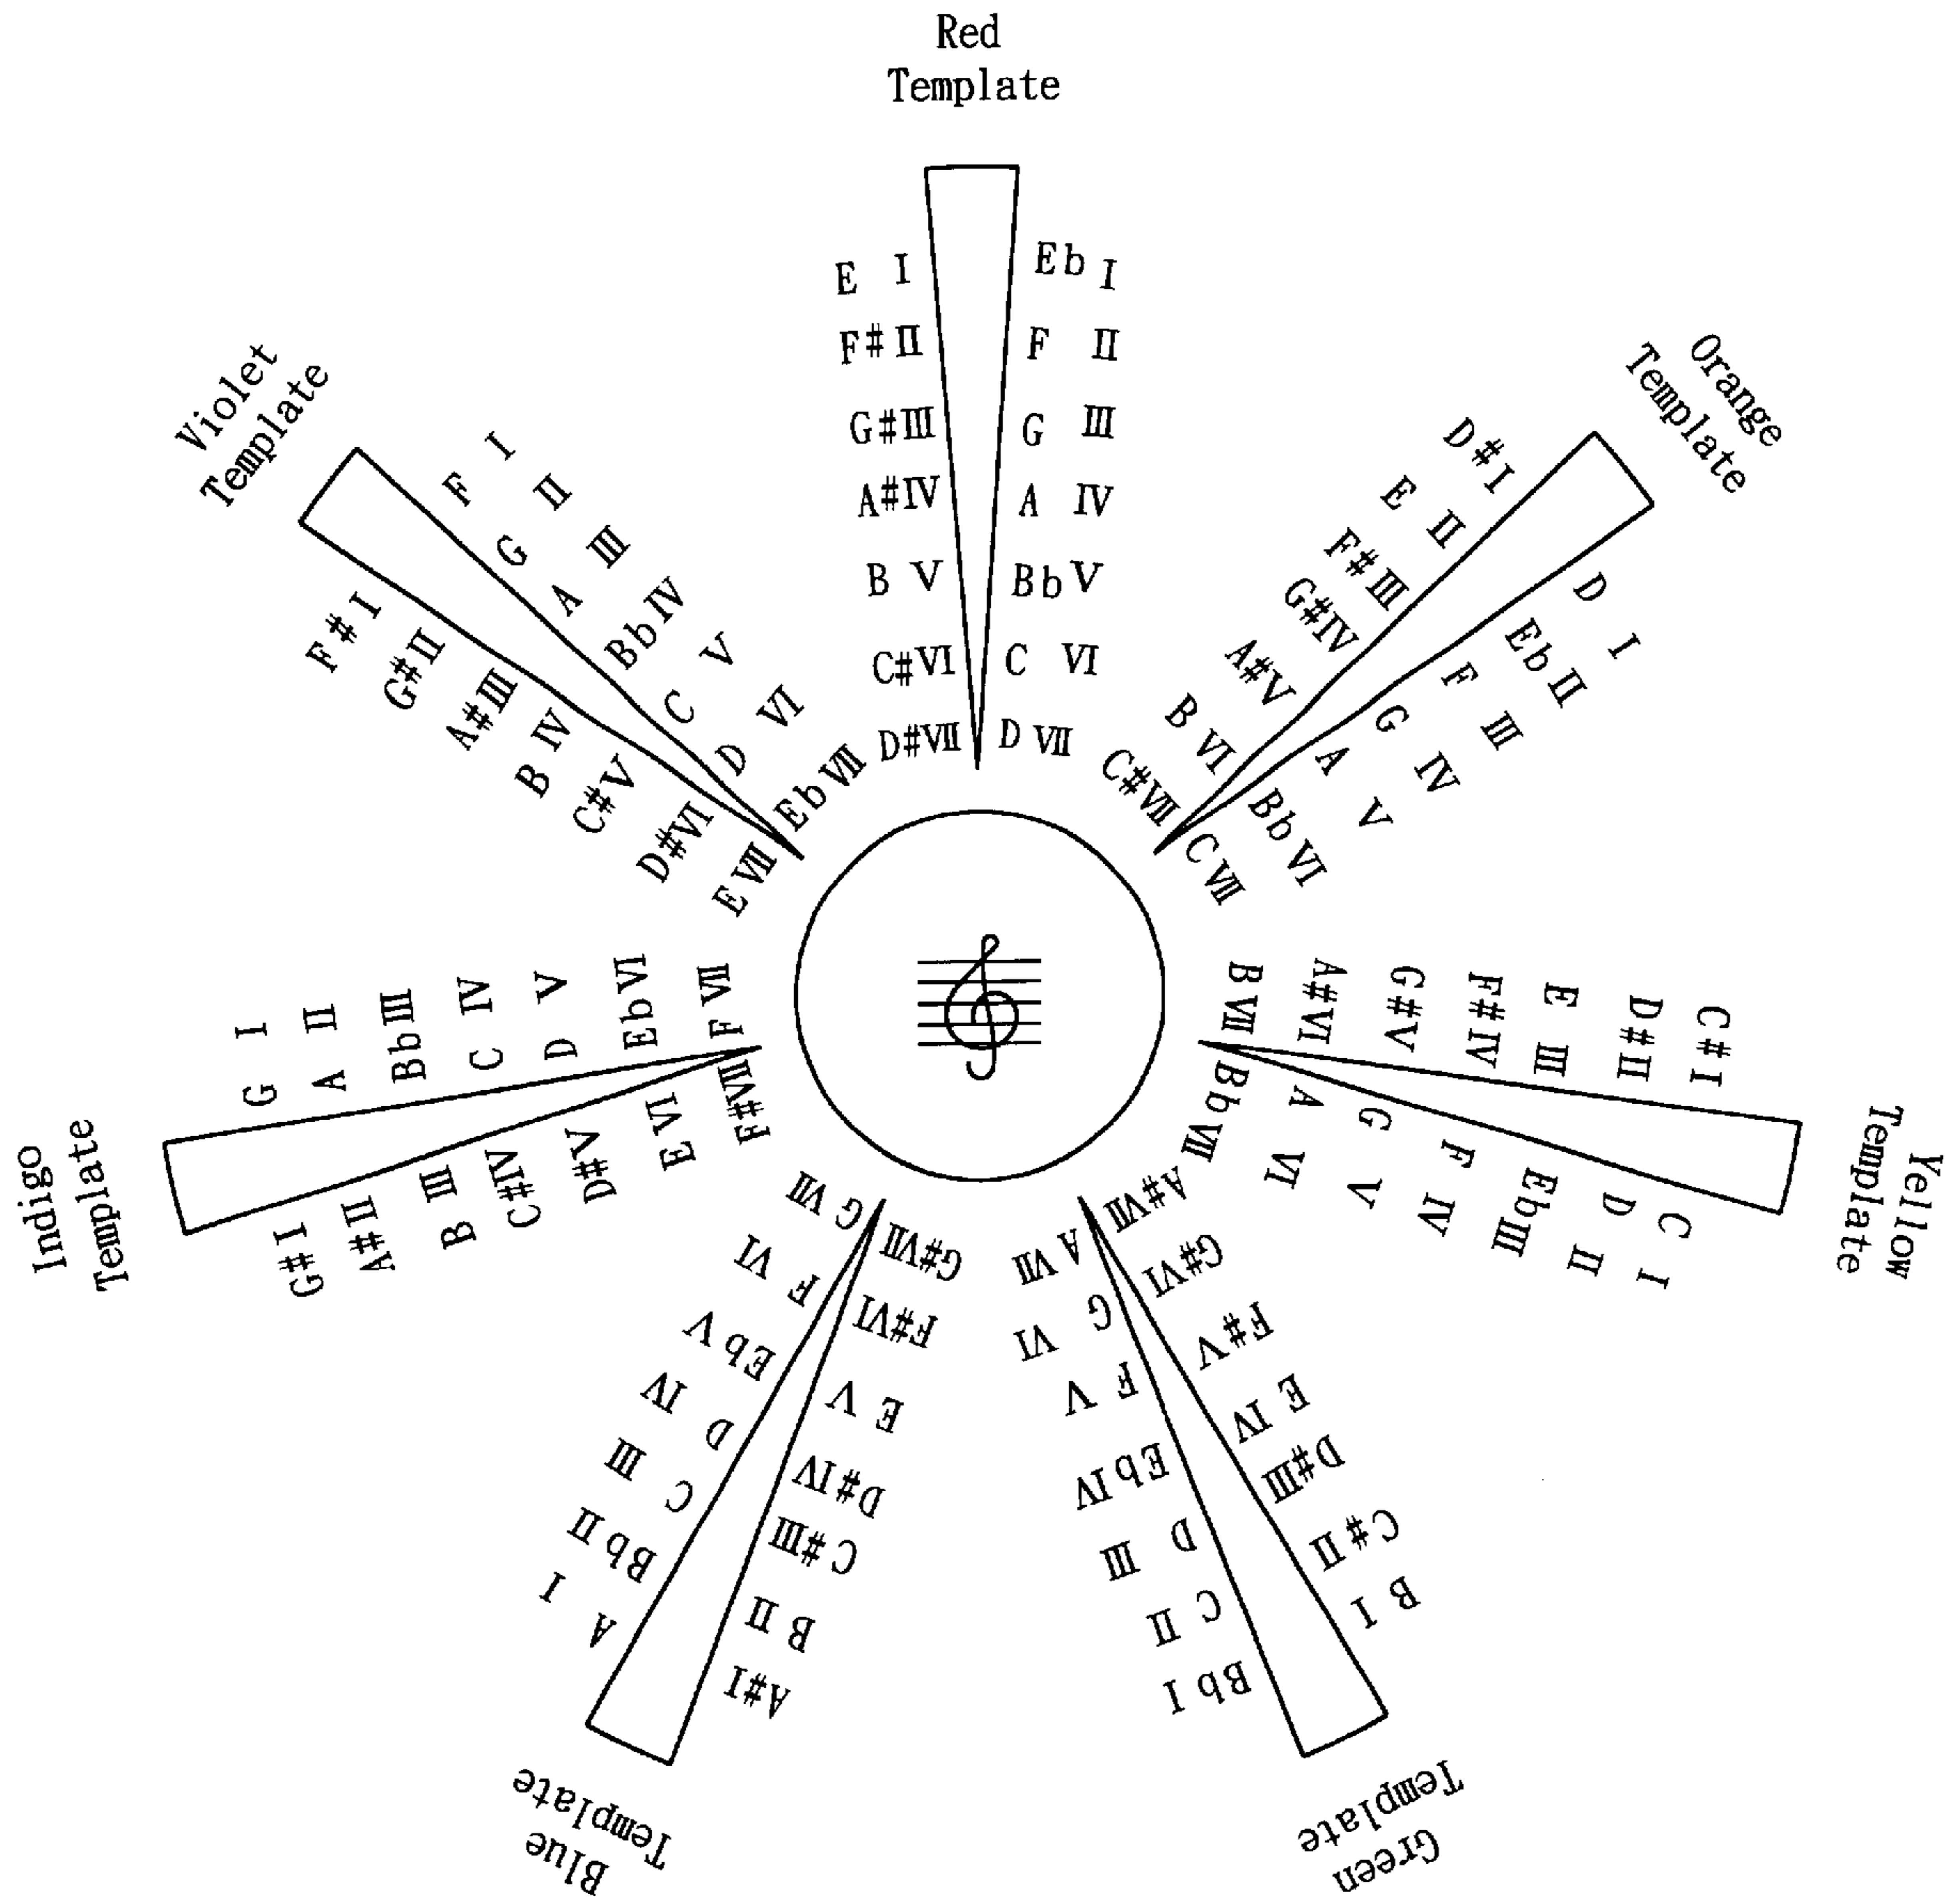 Red
Template
E I
F# II
G# III
A# IV
B V
C# VI
D# VII
Eb I
F II
G III
A IV
Bb V
C VI
D VII
Orange
Template
D# I
E II
F# III
G# IV
A# V
B VI
C# VII
D I
Eb II
F III
G IV
A V
Bb VI
C VII
Yellow
Template
C# I
D# II
E III
F# IV
G# V
A# VI
B VII
C I
D II
Eb III
F IV
G V
A VI
Bb VII
Green
Template
B I
C# II
D# III
E IV
F# V
G# VI
A# VII
Bb I
C II
D III
Eb IV
F V
G VI
A VII
Blue
Template
A# I
B II
C# III
D# IV
E V
F# VI
G# VII
A I
Bb II
C III
D IV
Eb V
F VI
G VII
Indigo
Template
G# I
A# II
B III
C# IV
D# V
E VI
F# VII
G I
A II
Bb III
C IV
D V
Eb VI
F VII
Violet
Template
F# I
G# II
A# III
B IV
C# V
D# VI
E VII
F I
G II
A III
Bb IV
C V
D VI
Eb VII